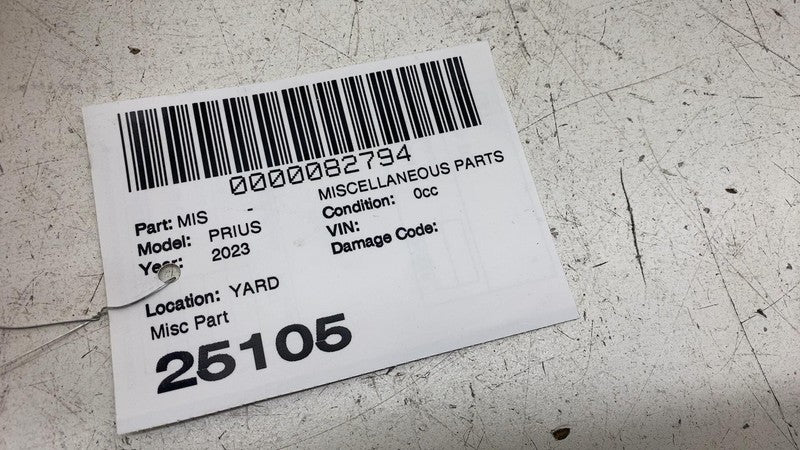 0000082794
Part: MIS - MISCELLANEOUS PARTS
Model: PRIUS Condition: 0cc
Year: 2023 VIN:
Damage Code:
Location: YARD
Misc Part
25105